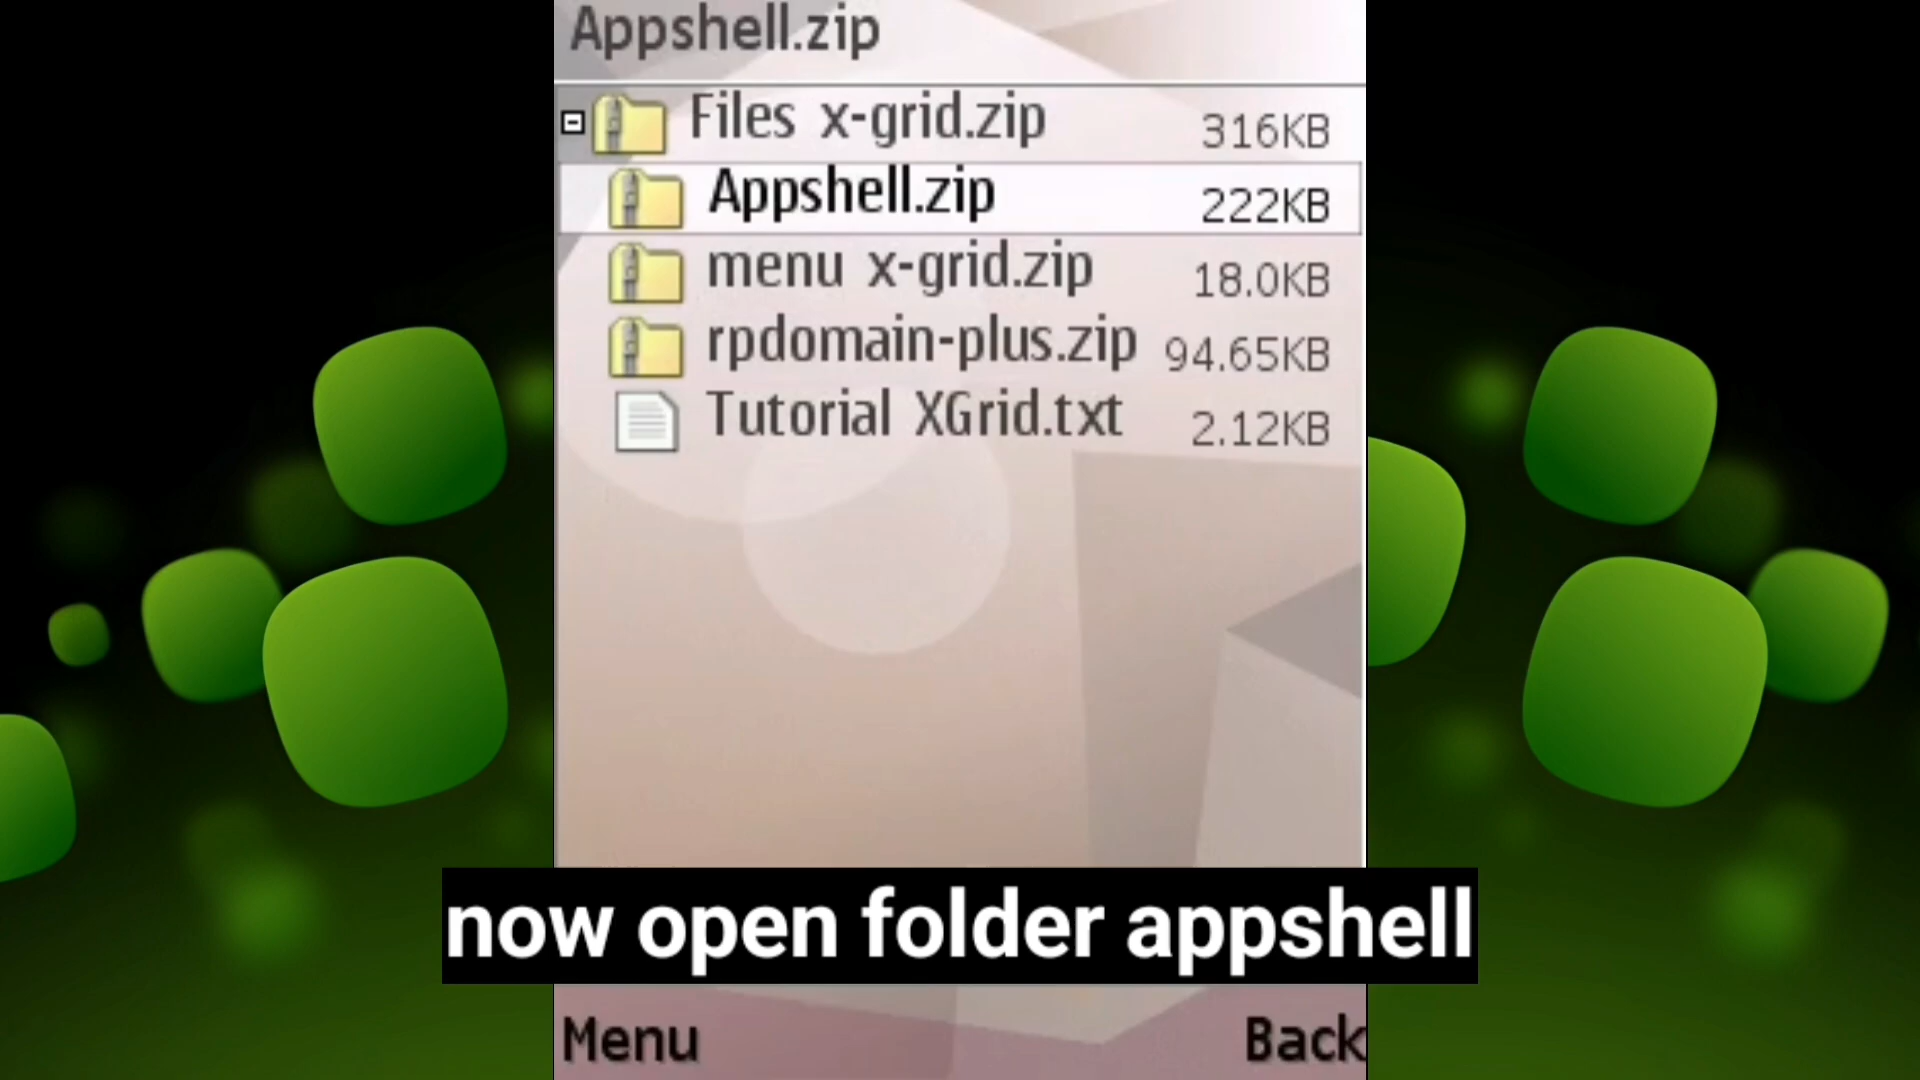 Appshell.zip
Files x-grid.zip 316KB
Appshell.zip 222KB
menu x-grid.zip 18.0KB
rpdomain-plus.zip 94.65KB
Tutorial XGrid.txt 2.12KB
now open folder appshell
Menu Back